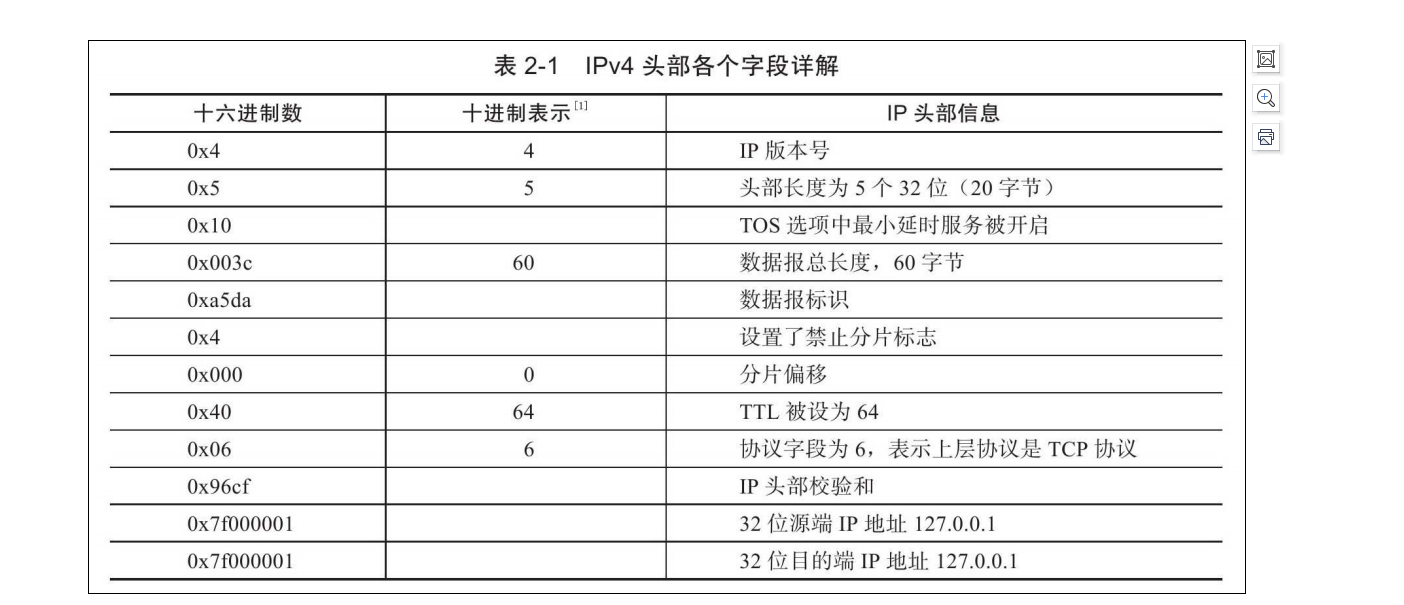 表 2-1 IPv4 头部各个字段详解
十六进制数 十进制表示[1] IP 头部信息
0x4 4 IP 版本号
0x5 5 头部长度为 5 个 32 位（20 字节）
0x10 TOS 选项中最小延时服务被开启
0x003c 60 数据报总长度，60 字节
0xa5da 数据报标识
0x4 设置了禁止分片标志
0x000 0 分片偏移
0x40 64 TTL 被设为 64
0x06 6 协议字段为 6，表示上层协议是 TCP 协议
0x96cf IP 头部校验和
0x7f000001 32 位源端 IP 地址 127.0.0.1
0x7f000001 32 位目的端 IP 地址 127.0.0.1